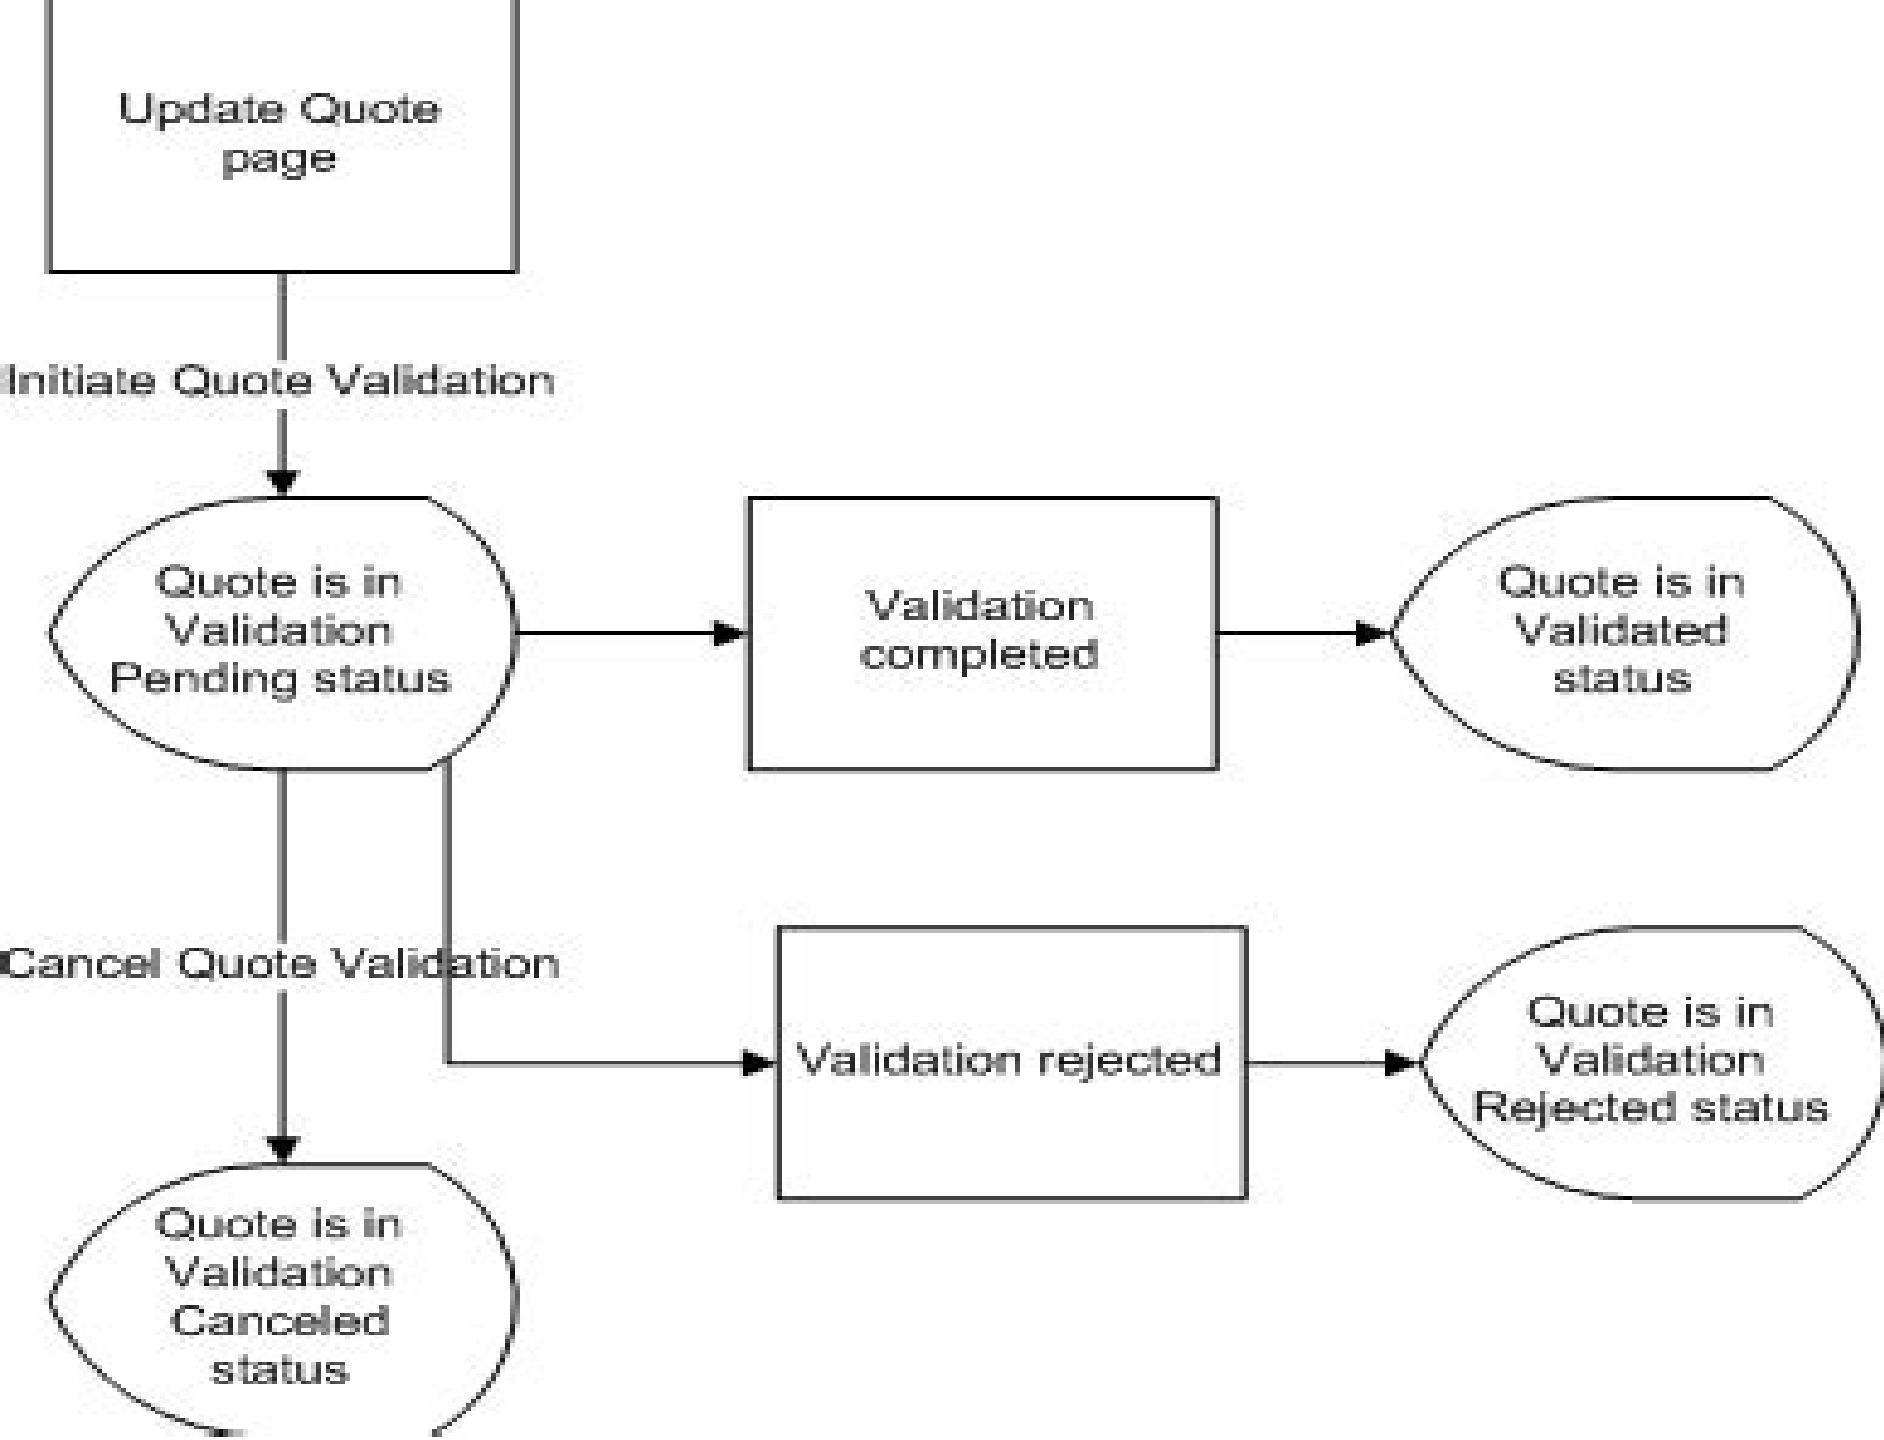 Update Quote
page
Initiate Quote Validation
Quote is in
Validation
Pending status
Validation
completed
Quote is in
Validated
status
Cancel Quote Validation
Validation rejected
Quote is in
Validation
Rejected status
Quote is in
Validation
Canceled
status